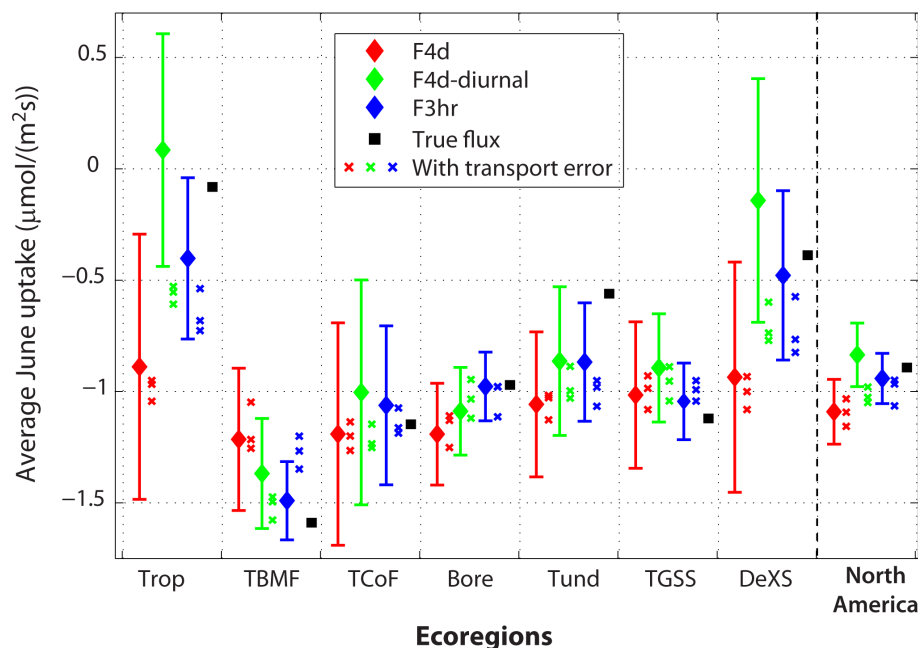 Average June uptake (μmol/(m²s))
0.5
0
−0.5
−1
−1.5
F4d
F4d-diurnal
F3hr
True flux
With transport error
Trop TBMF TCoF Bore Tund TGSS DeXS North
America
Ecoregions